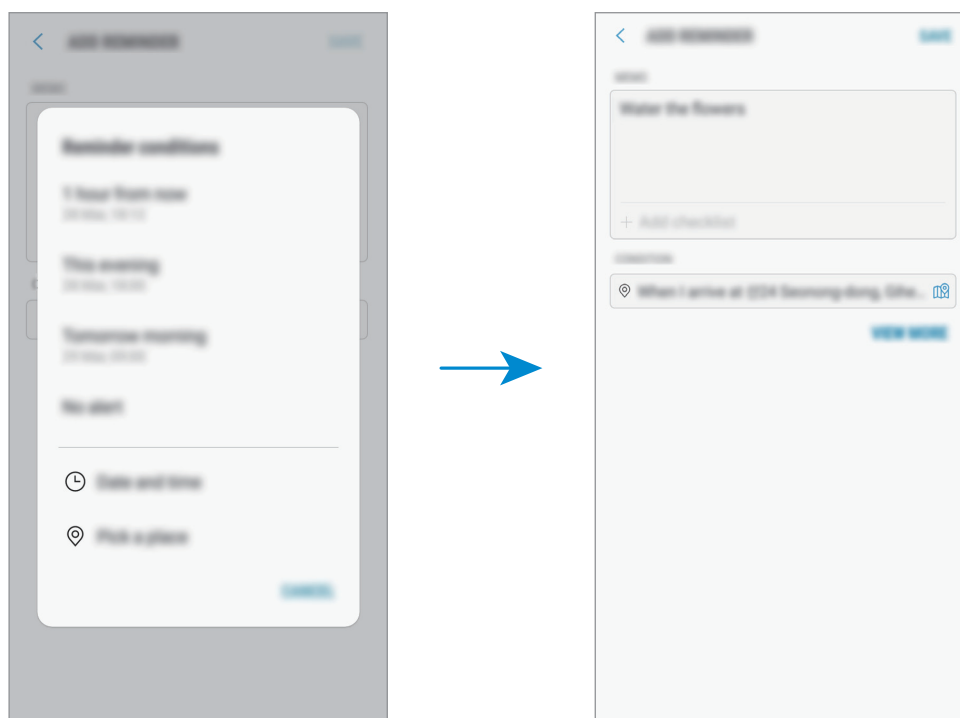 ADD REMINDER
SAVE
MEMO
Reminder conditions
1 hour from now
This evening
Tomorrow morning
No alert
Date and time
Pick a place
CANCEL
ADD REMINDER
SAVE
MEMO
Water the flowers
Add checklist
CONDITION
When I arrive at
VIEW MORE